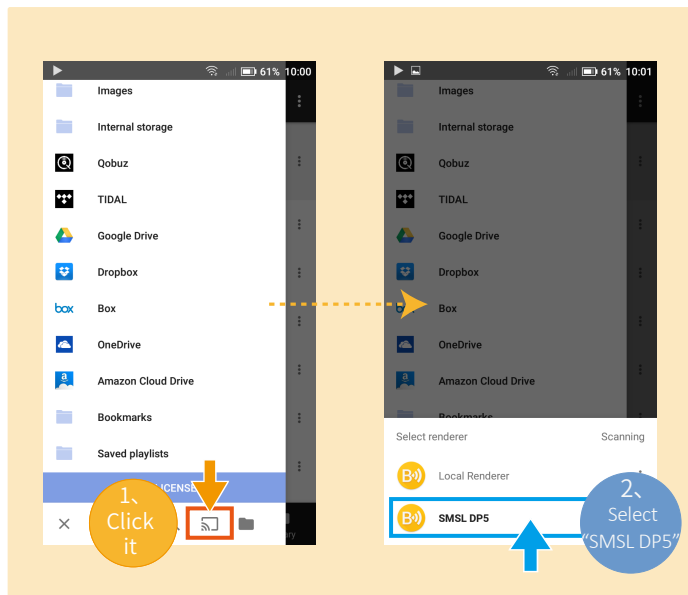 61% 10:00
Images
Internal storage
Qobuz
TIDAL
Google Drive
Dropbox
box
Box
OneDrive
a
Amazon Cloud Drive
Bookmarks
Saved playlists
LICENSE
1、
Click
it
61% 10:01
Images
Internal storage
Qobuz
TIDAL
Google Drive
Dropbox
Box
OneDrive
a
Amazon Cloud Drive
Bookmarks
Select renderer
Scanning
B
Local Renderer
B
SMSL DP5
2、
Select
“SMSL DP5”